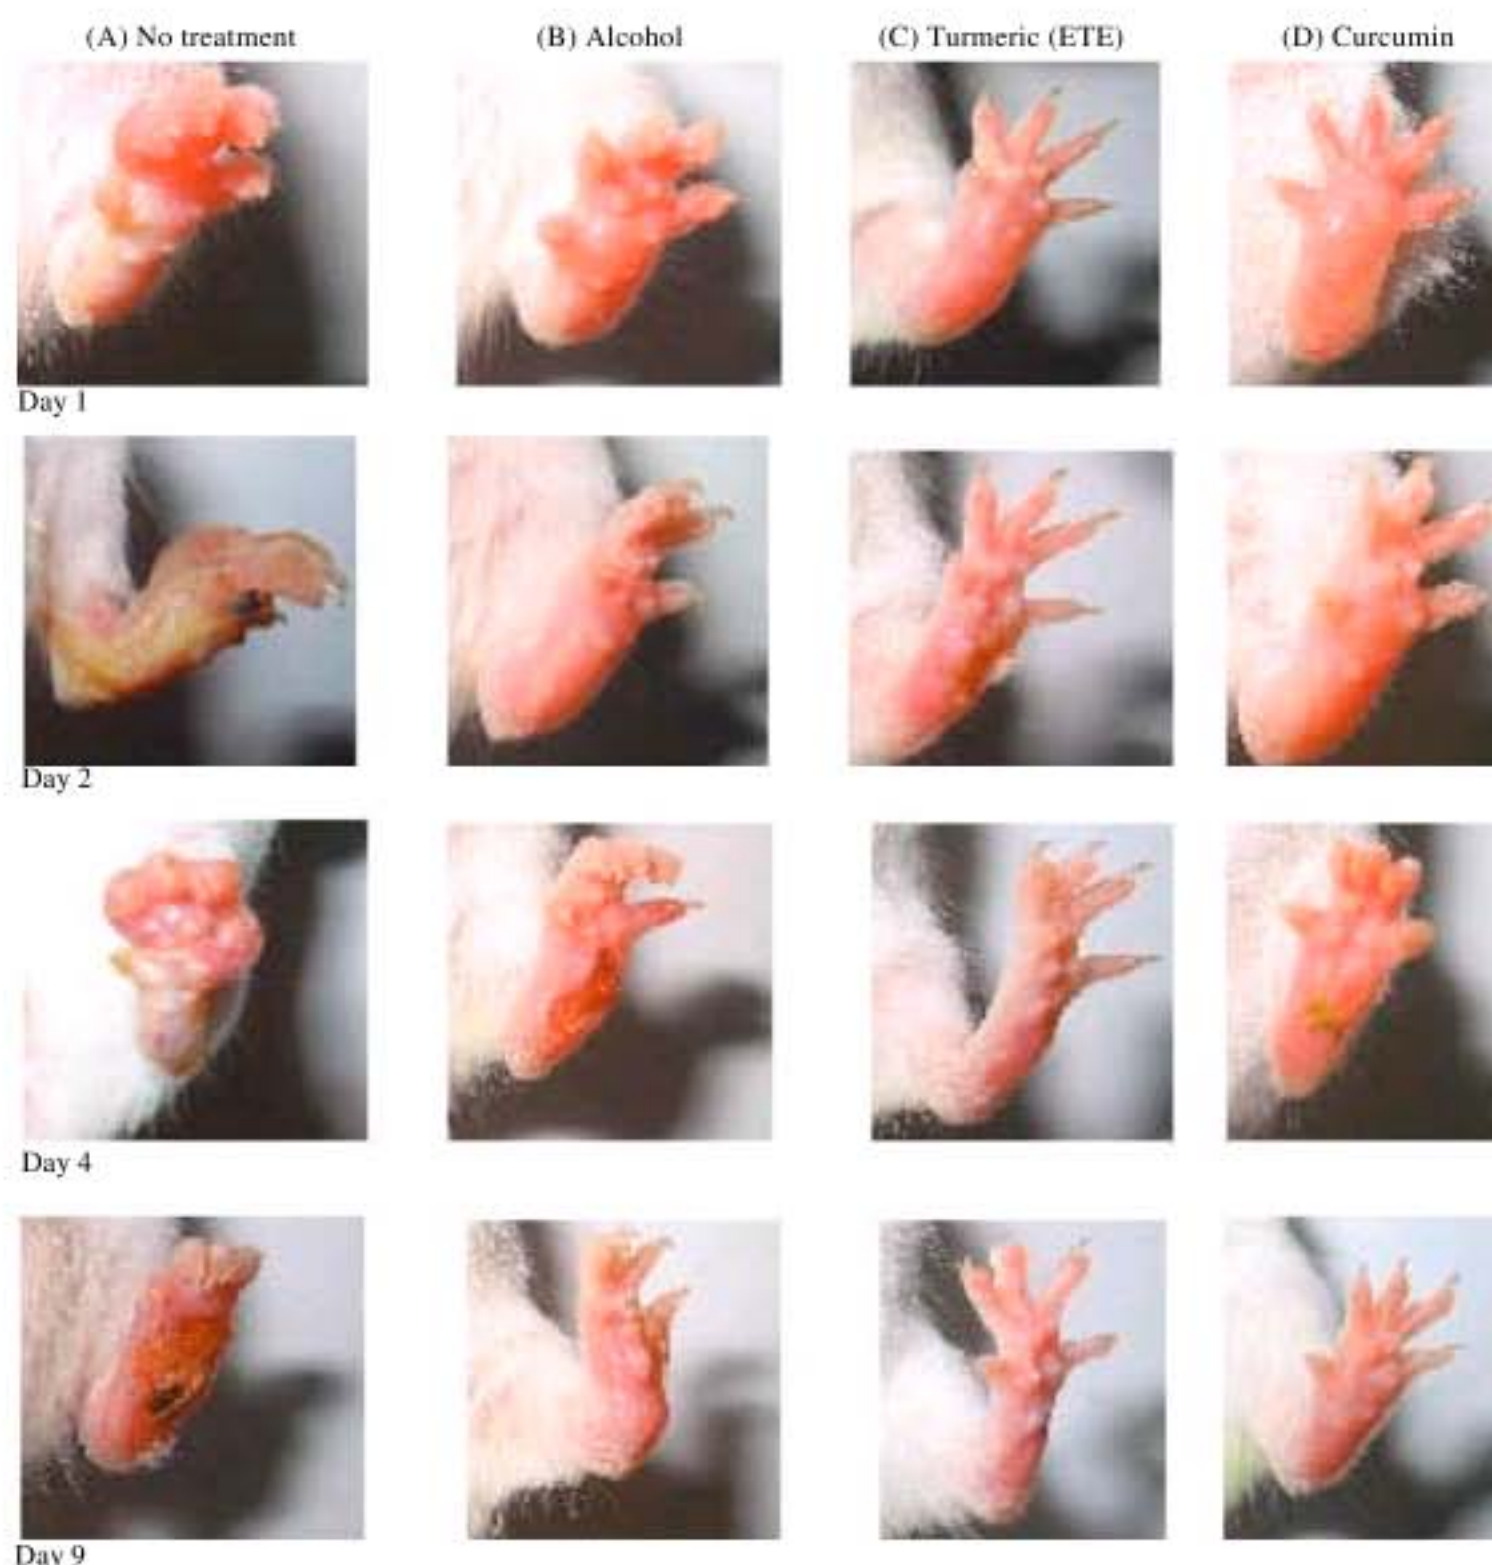 (A) No treatment (B) Alcohol (C) Turmeric (ETE) (D) Curcumin
Day 1
Day 2
Day 4
Day 9